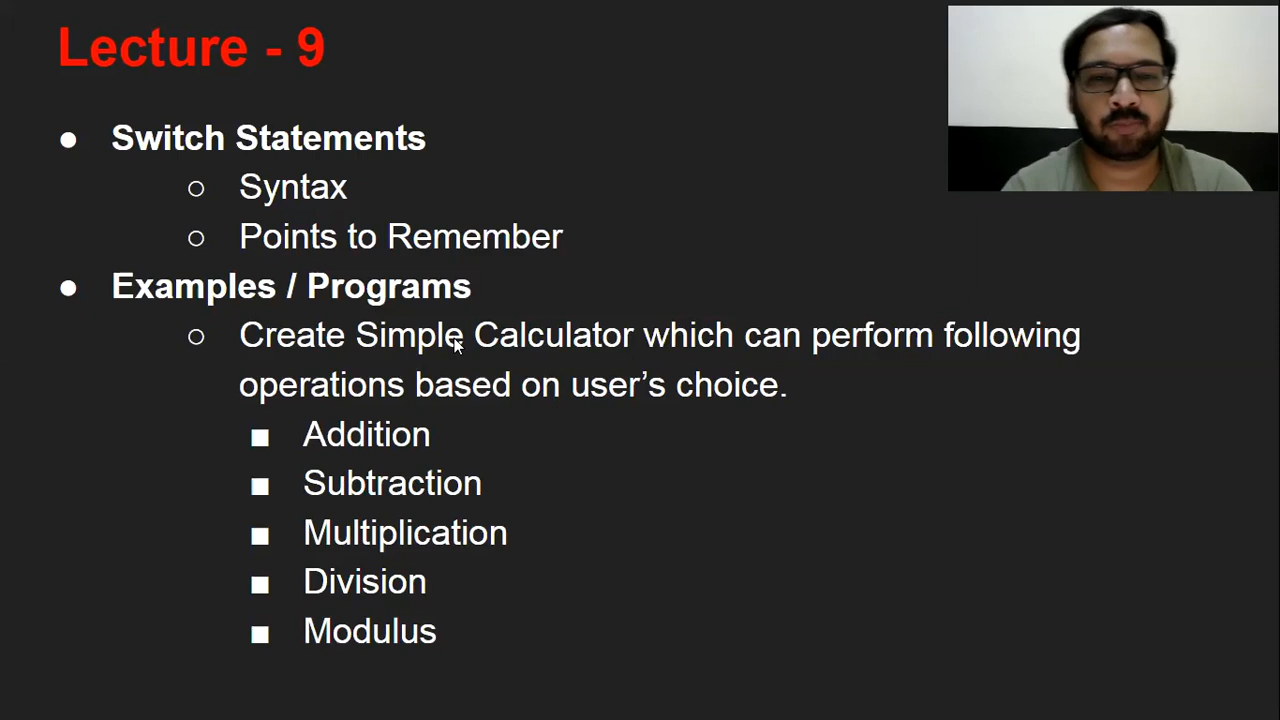 Lecture - 9
● Switch Statements
○ Syntax
○ Points to Remember
● Examples / Programs
○ Create Simple Calculator which can perform following
operations based on user’s choice.
■ Addition
■ Subtraction
■ Multiplication
■ Division
■ Modulus